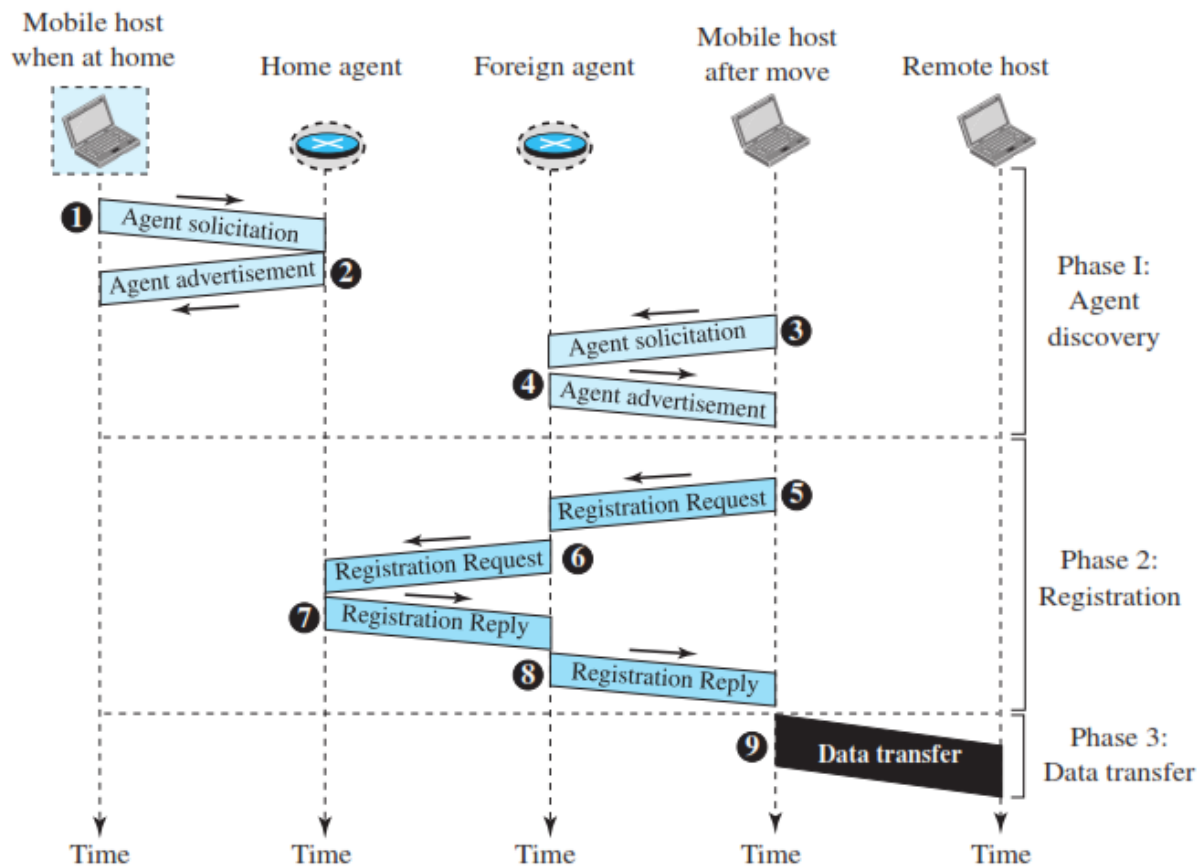 Mobile host
when at home
Home agent
Foreign agent
Mobile host
after move
Remote host
1
Agent solicitation
Agent advertisement
2
Agent solicitation
3
4
Agent advertisement
Phase I:
Agent
discovery
Registration Request
5
Registration Request
6
7
Registration Reply
8
Registration Reply
Phase 2:
Registration
9
Data transfer
Phase 3:
Data transfer
Time
Time
Time
Time
Time